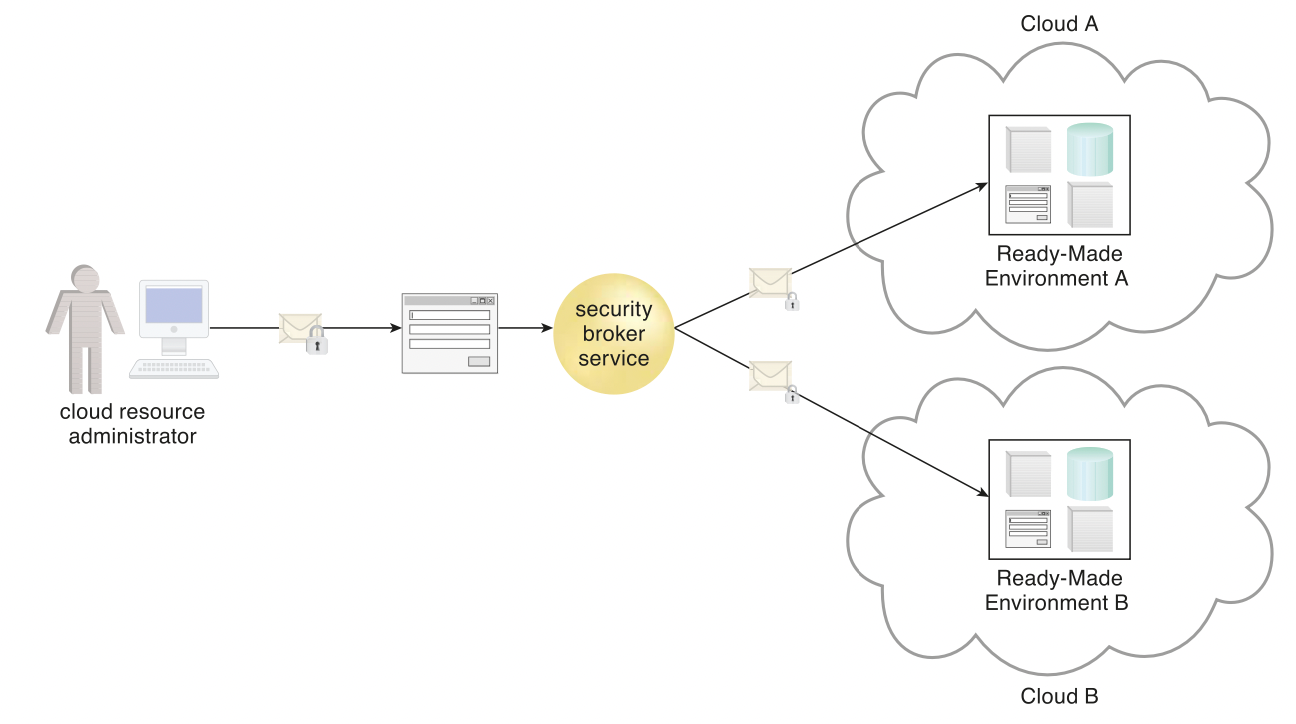 Cloud A
Ready-Made
Environment A
security
broker
service
cloud resource
administrator
Ready-Made
Environment B
Cloud B